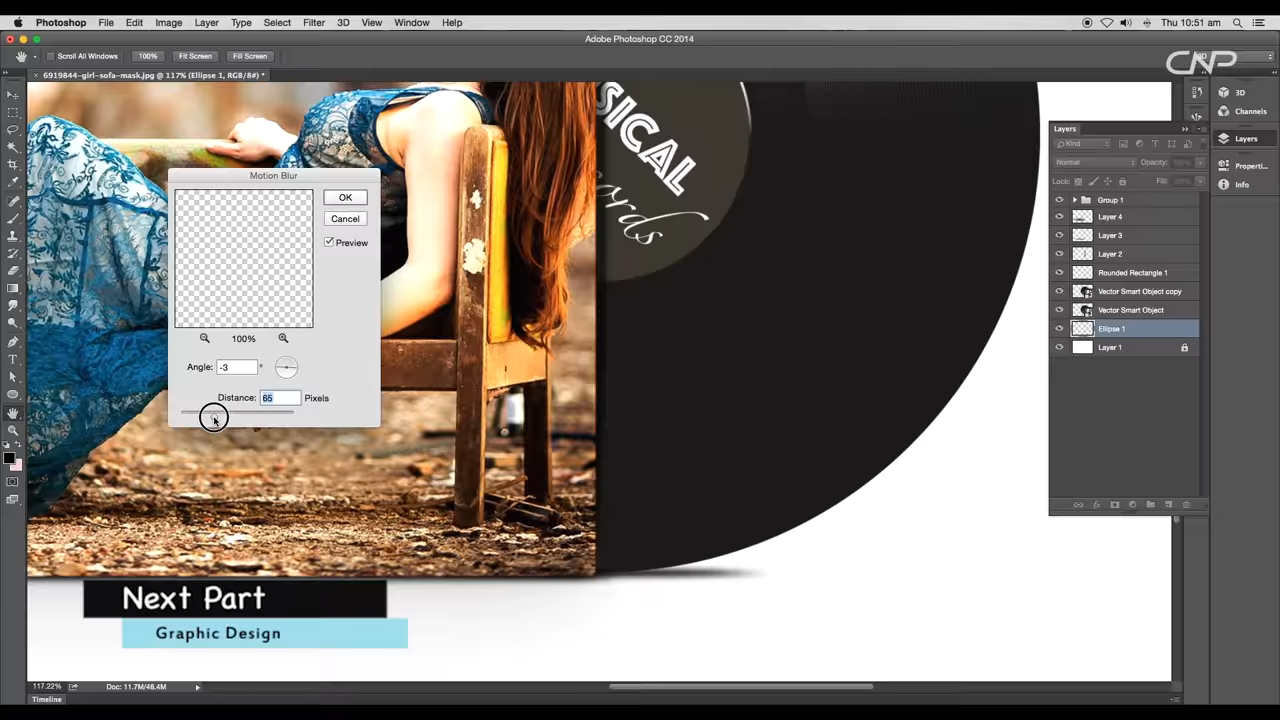 Photoshop File Edit Image Layer Type Select Filter 3D View Window Help
Thu 10:51 am
Adobe Photoshop CC 2014
Scroll All Windows 100% Fit Screen Fill Screen
CNP
6919844-girl-sofa-mask.jpg @ 117% (Ellipse 1, RGB/8#) *
3D
Channels
Layers
Properti...
Info
Layers
Kind
Normal Opacity:
Lock: Fill:
Group 1
Layer 4
Layer 3
Layer 2
Rounded Rectangle 1
Vector Smart Object copy
Vector Smart Object
Ellipse 1
Layer 1
SICAL
ords
Motion Blur
OK
Cancel
Preview
100%
Angle: -3 °
Distance: 65 Pixels
Next Part
Graphic Design
117.22% Doc: 11.7M/48.4M
Timeline